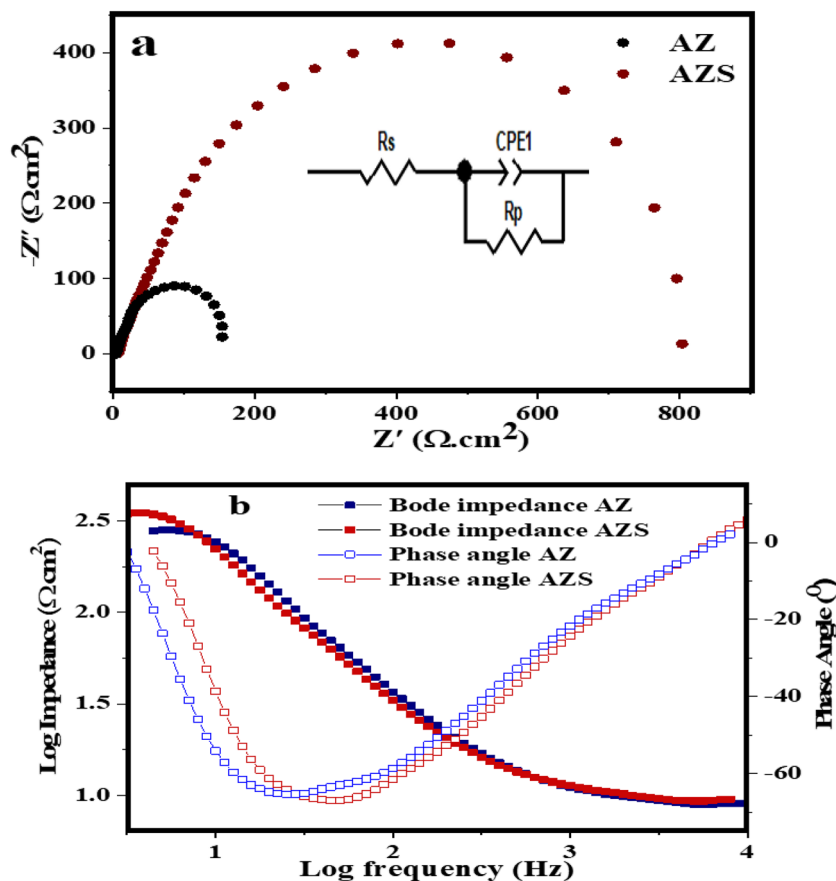 a
AZ
AZS
400
300
200
100
0
-Z″ (Ω.cm²)
Rs
CPE1
Rp
0
200
400
600
800
Z′ (Ω.cm²)
b
Bode impedance AZ
Bode impedance AZS
Phase angle AZ
Phase angle AZS
2.5
2.0
1.5
1.0
Log Impedance (Ωcm²)
0
−20
−40
−60
Phase Angle (⁰)
1
2
3
4
Log frequency (Hz)